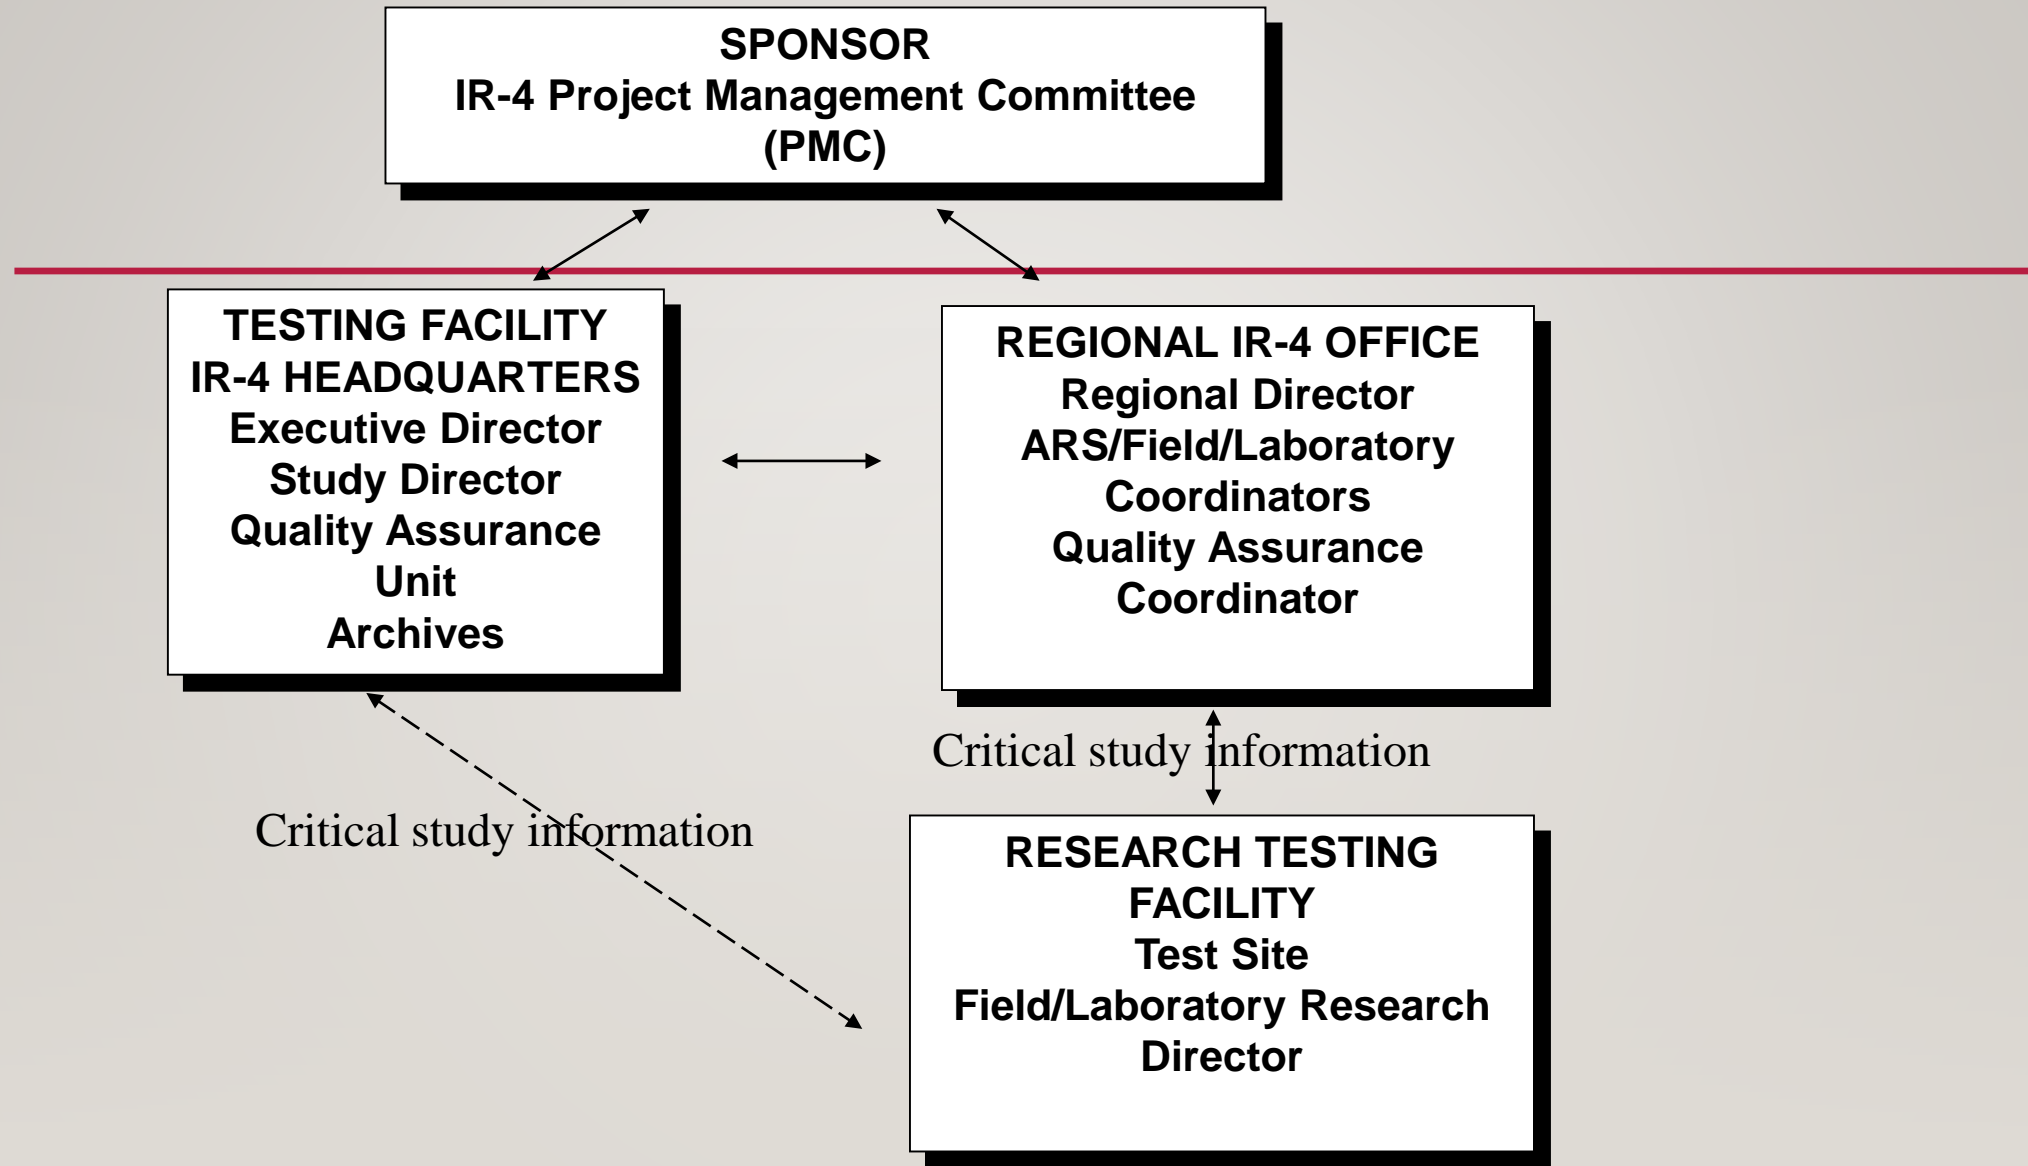 SPONSOR
IR-4 Project Management Committee
(PMC)
TESTING FACILITY
IR-4 HEADQUARTERS
Executive Director
Study Director
Quality Assurance
Unit
Archives
REGIONAL IR-4 OFFICE
Regional Director
ARS/Field/Laboratory
Coordinators
Quality Assurance
Coordinator
Critical study information
Critical study information
RESEARCH TESTING
FACILITY
Test Site
Field/Laboratory Research
Director